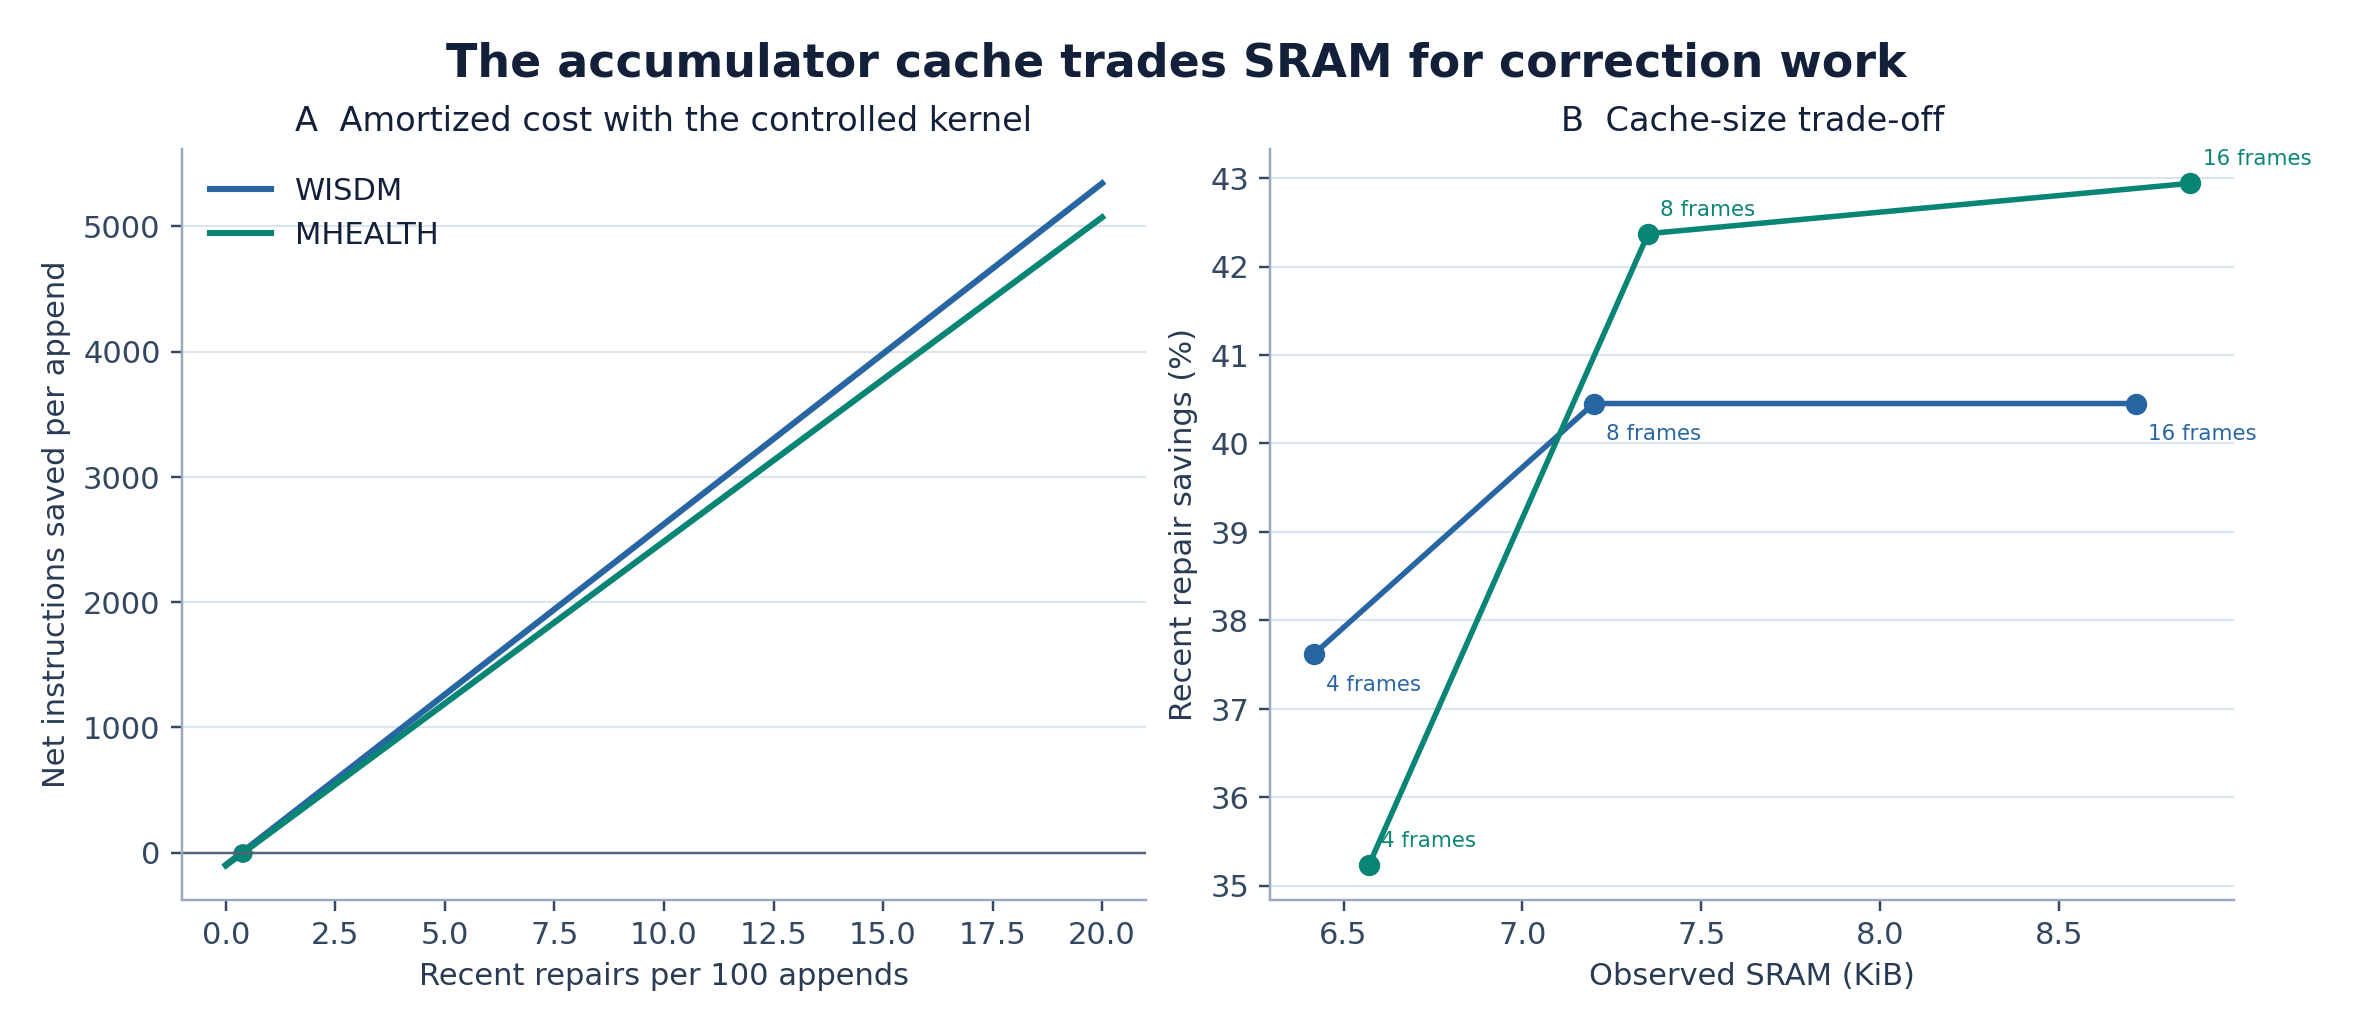 The accumulator cache trades SRAM for correction work
A  Amortized cost with the controlled kernel
WISDM
MHEALTH
Net instructions saved per append
5000
4000
3000
2000
1000
0
0.0 2.5 5.0 7.5 10.0 12.5 15.0 17.5 20.0
Recent repairs per 100 appends
B  Cache-size trade-off
Recent repair savings (%)
43
42
41
40
39
38
37
36
35
16 frames
8 frames
8 frames
16 frames
4 frames
4 frames
6.5 7.0 7.5 8.0 8.5
Observed SRAM (KiB)